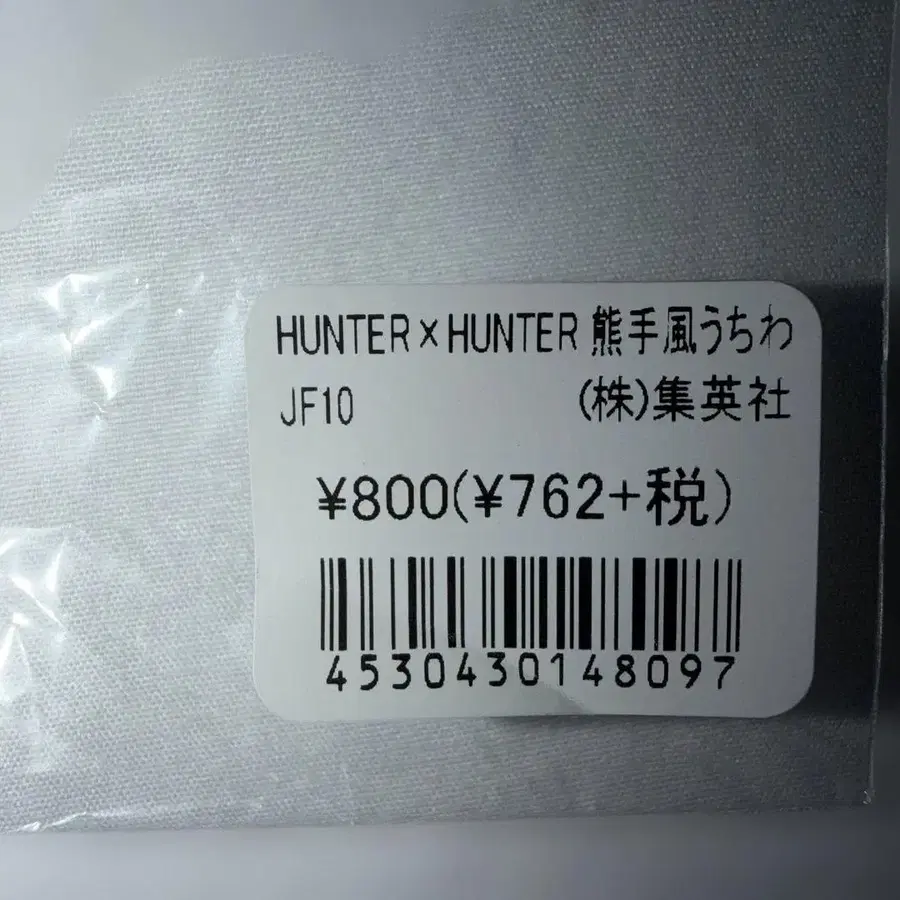 HUNTER×HUNTER 熊手風うちわ
JF10 (株)集英社
¥800(¥762+税)
4530430148097